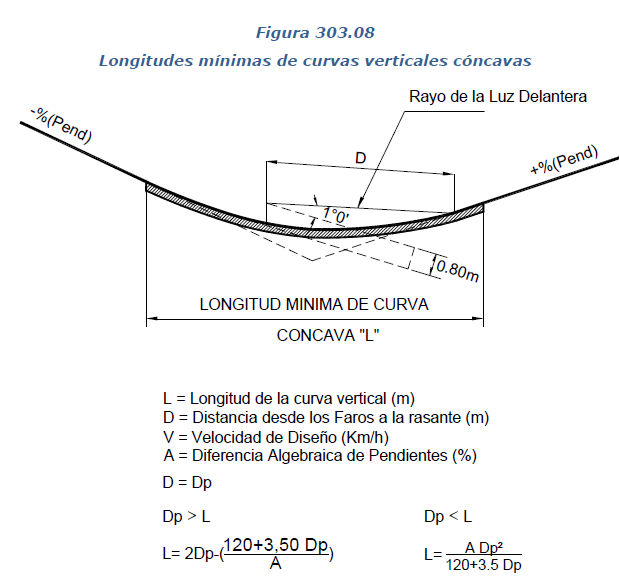 Figura 303.08
Longitudes mínimas de curvas verticales cóncavas
Rayo de la Luz Delantera
-%(Pend)
D
+%(Pend)
1°0'
0.80m
LONGITUD MINIMA DE CURVA
CONCAVA "L"
L = Longitud de la curva vertical (m)
D = Distancia desde los Faros a la rasante (m)
V = Velocidad de Diseño (Km/h)
A = Diferencia Algebraica de Pendientes (%)
D = Dp
Dp > L
Dp < L
L= 2Dp-(120+3,50 Dp/A)
L= A Dp²/120+3.5 Dp